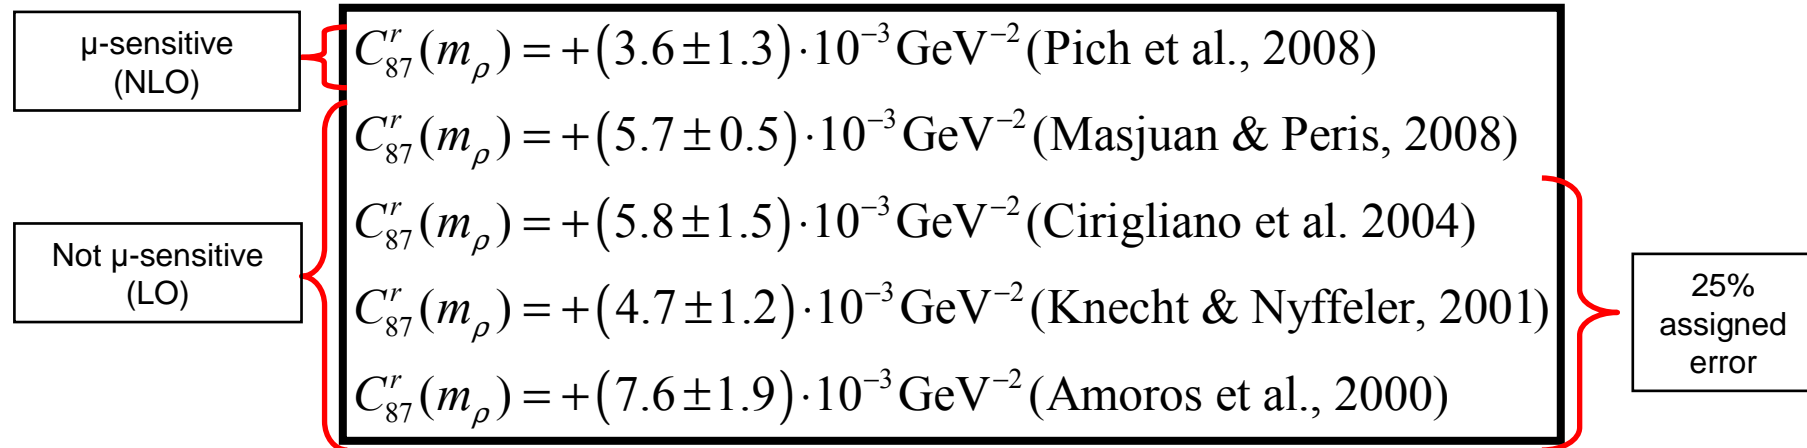 μ-sensitive
(NLO)
C^r_87(m_ρ) = +(3.6 ± 1.3)·10^−3 GeV^−2 (Pich et al., 2008)
C^r_87(m_ρ) = +(5.7 ± 0.5)·10^−3 GeV^−2 (Masjuan & Peris, 2008)
Not μ-sensitive
(LO)
C^r_87(m_ρ) = +(5.8 ± 1.5)·10^−3 GeV^−2 (Cirigliano et al. 2004)
C^r_87(m_ρ) = +(4.7 ± 1.2)·10^−3 GeV^−2 (Knecht & Nyffeler, 2001)
C^r_87(m_ρ) = +(7.6 ± 1.9)·10^−3 GeV^−2 (Amoros et al., 2000)
25%
assigned
error